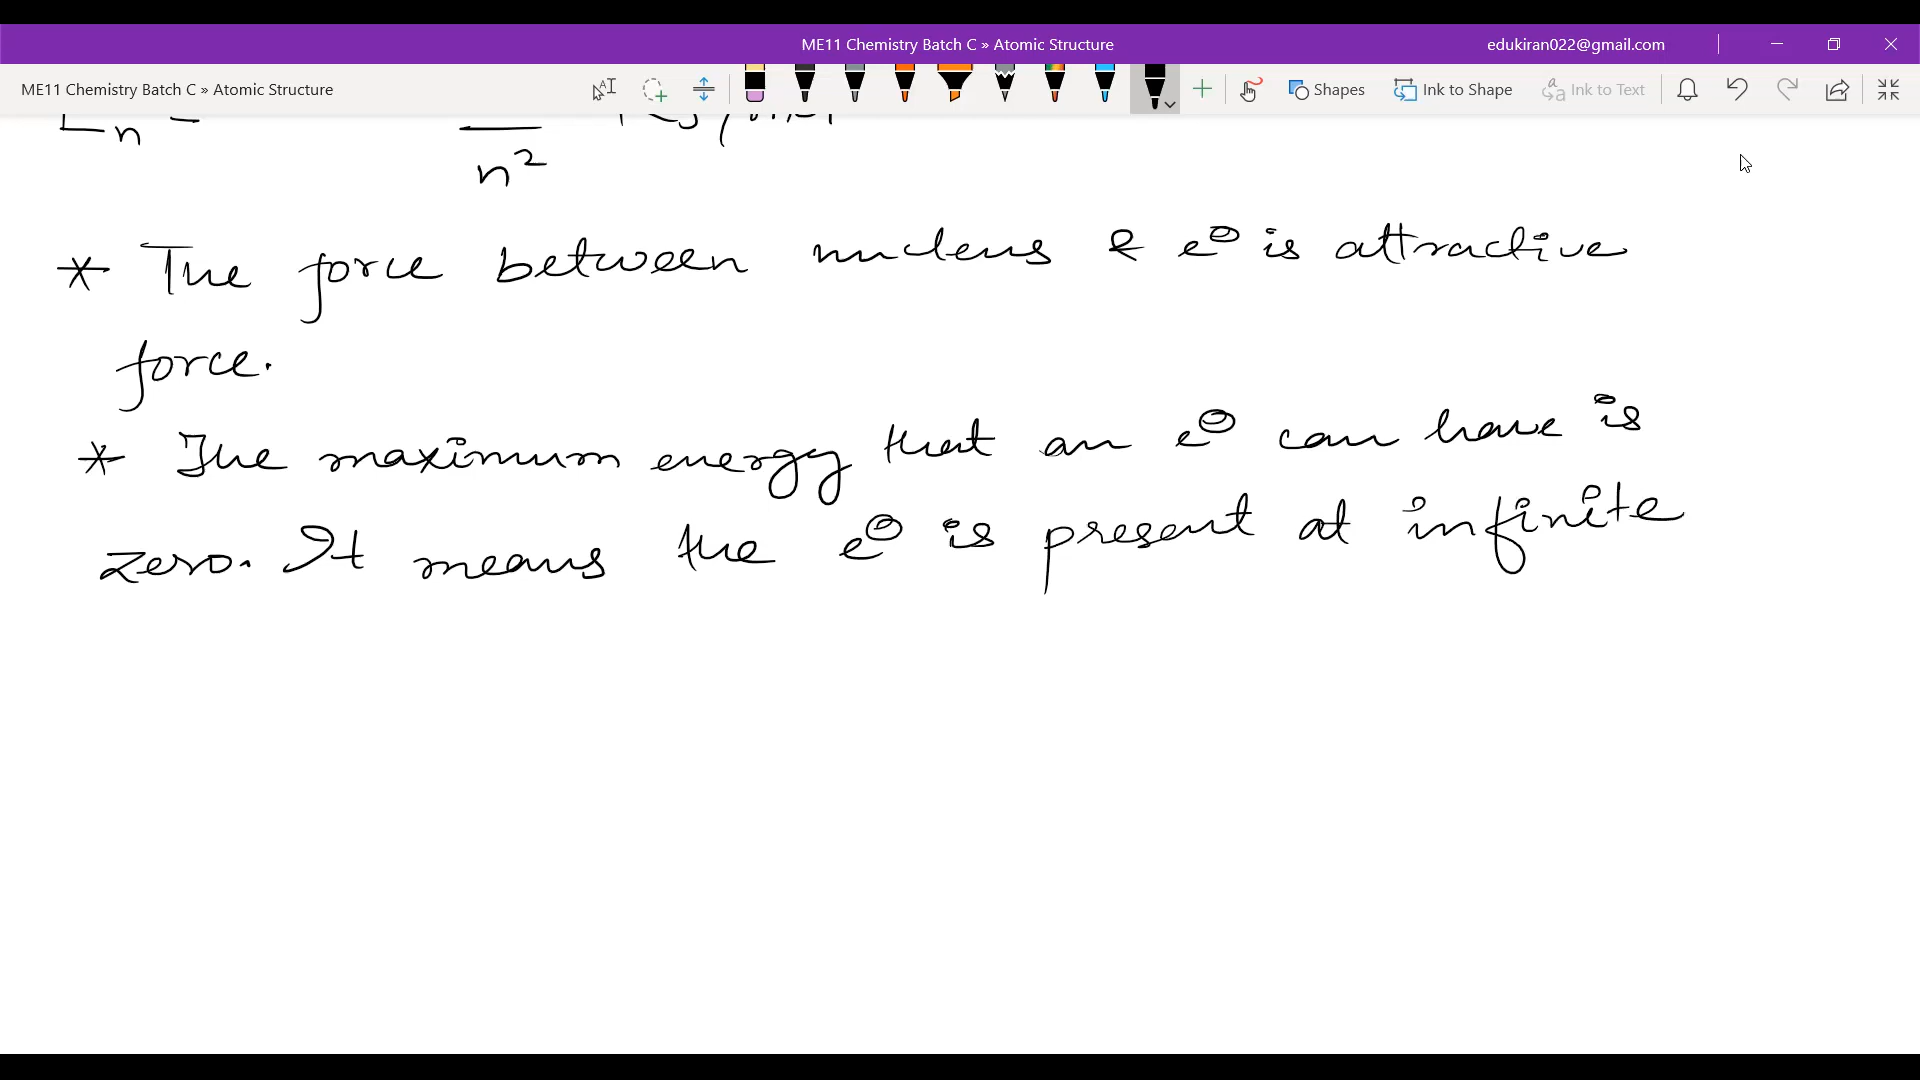 ME11 Chemistry Batch C » Atomic Structure
edukiran022@gmail.com
ME11 Chemistry Batch C » Atomic Structure
Shapes
Ink to Shape
Ink to Text
n
n²
* The force between nucleus & e⊖ is attractive
force.
* The maximum energy that an e⊖ can have is
zero. It means the e⊖ is present at infinite